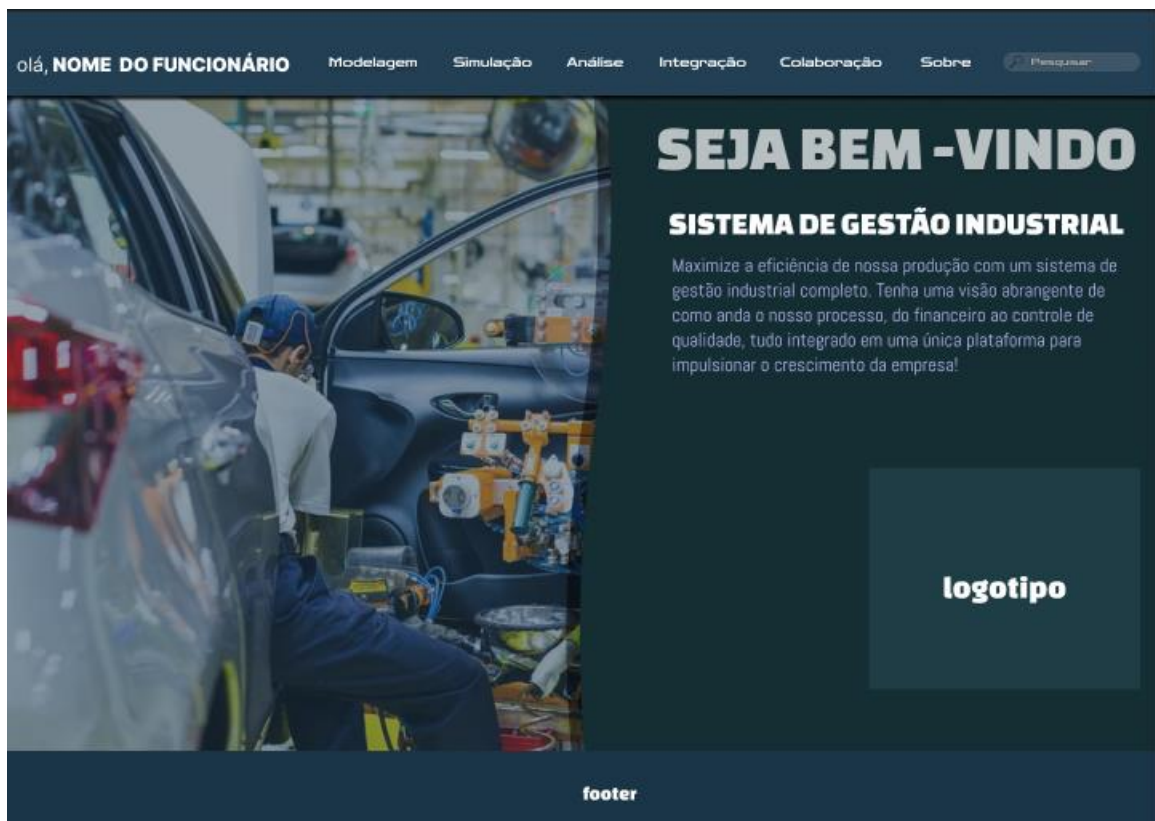 olá, NOME DO FUNCIONÁRIO
Modelagem
Simulação
Análise
Integração
Colaboração
Sobre
Pesquisar
SEJA BEM -VINDO
SISTEMA DE GESTÃO INDUSTRIAL
Maximize a eficiência de nossa produção com um sistema de
gestão industrial completo. Tenha uma visão abrangente de
como anda o nosso processo, do financeiro ao controle de
qualidade, tudo integrado em uma única plataforma para
impulsionar o crescimento da empresa!
logotipo
footer